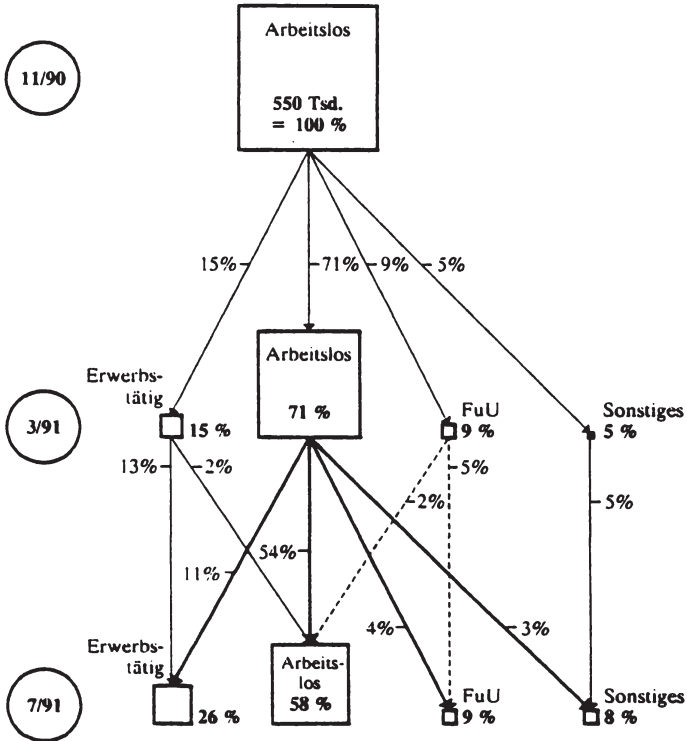 Arbeitslos
11/90
550 Tsd.
= 100 %
15%
71%
9%
5%
Arbeitslos
Erwerbs-
tätig
FuU
Sonstiges
3/91
15 %
71 %
9 %
5 %
13%
2%
5%
2%
5%
54%
11%
4%
3%
Erwerbs-
tätig
Arbeits-
los
FuU
Sonstiges
7/91
26 %
58 %
9 %
8 %